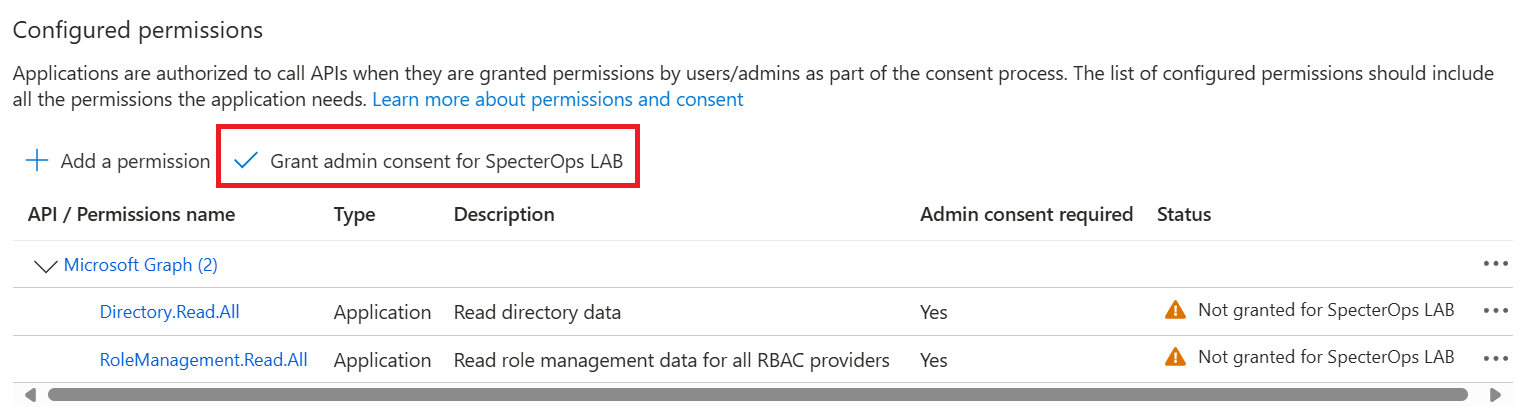 Configured permissions
Applications are authorized to call APIs when they are granted permissions by users/admins as part of the consent process. The list of configured permissions should include
all the permissions the application needs. Learn more about permissions and consent
Add a permission Grant admin consent for SpecterOps LAB
API / Permissions name Type Description Admin consent required Status
Microsoft Graph (2)
Directory.Read.All Application Read directory data Yes Not granted for SpecterOps LAB
RoleManagement.Read.All Application Read role management data for all RBAC providers Yes Not granted for SpecterOps LAB